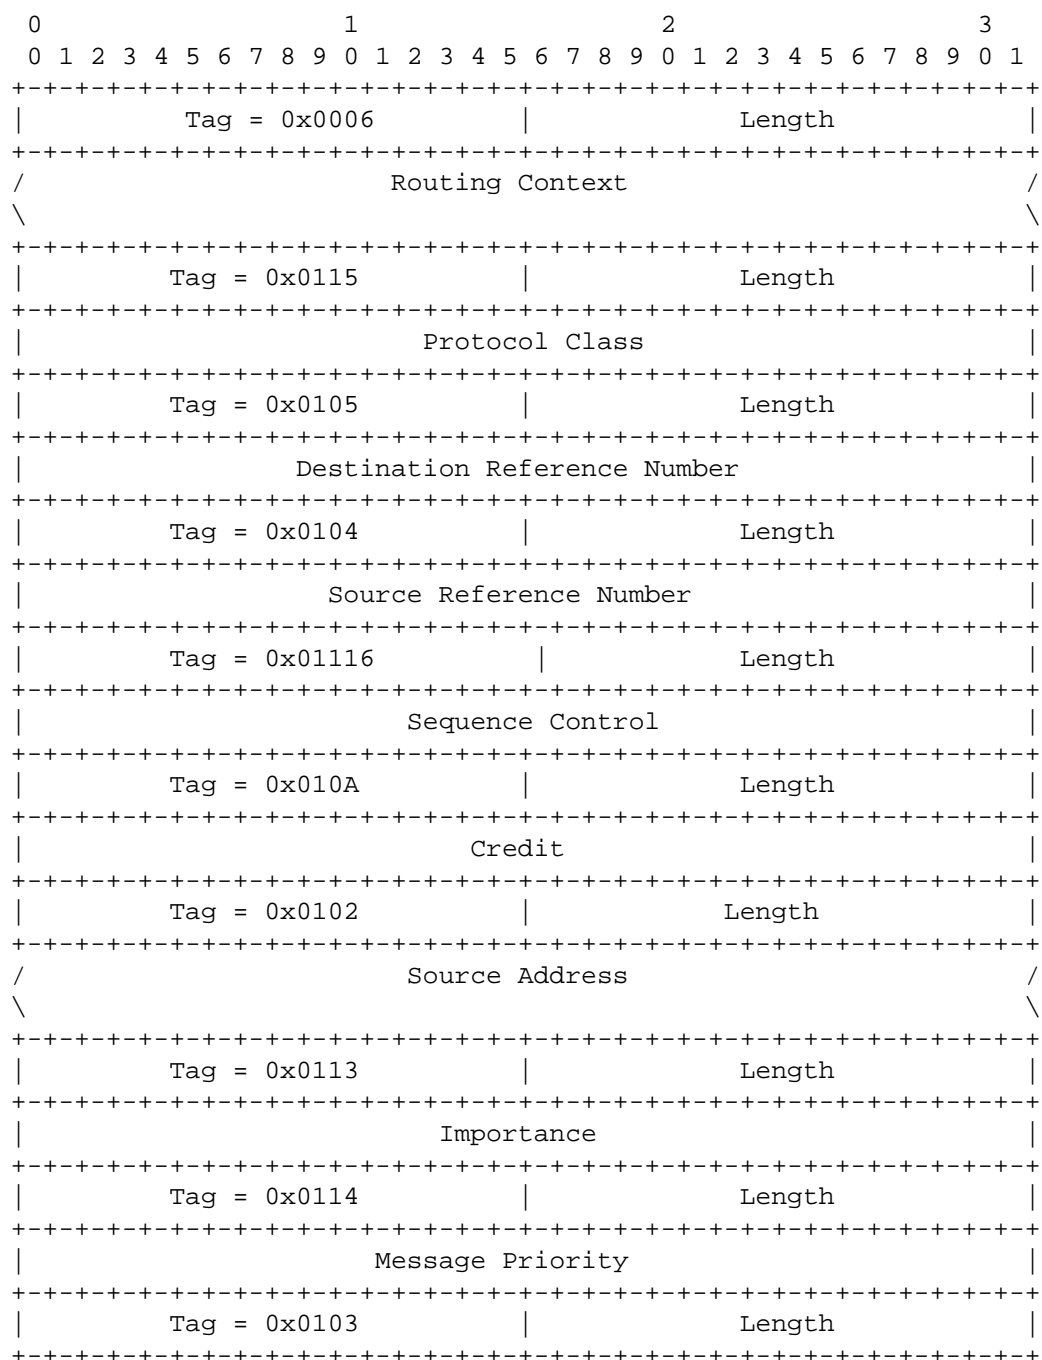 0                   1                   2                   3
 0 1 2 3 4 5 6 7 8 9 0 1 2 3 4 5 6 7 8 9 0 1 2 3 4 5 6 7 8 9 0 1
+-+-+-+-+-+-+-+-+-+-+-+-+-+-+-+-+-+-+-+-+-+-+-+-+-+-+-+-+-+-+-+-+
|          Tag = 0x0006         |             Length            |
+-+-+-+-+-+-+-+-+-+-+-+-+-+-+-+-+-+-+-+-+-+-+-+-+-+-+-+-+-+-+-+-+
/                       Routing Context                         /
\                                                               \
+-+-+-+-+-+-+-+-+-+-+-+-+-+-+-+-+-+-+-+-+-+-+-+-+-+-+-+-+-+-+-+-+
|         Tag = 0x0115          |             Length            |
+-+-+-+-+-+-+-+-+-+-+-+-+-+-+-+-+-+-+-+-+-+-+-+-+-+-+-+-+-+-+-+-+
|                         Protocol Class                        |
+-+-+-+-+-+-+-+-+-+-+-+-+-+-+-+-+-+-+-+-+-+-+-+-+-+-+-+-+-+-+-+-+
|         Tag = 0x0105          |             Length            |
+-+-+-+-+-+-+-+-+-+-+-+-+-+-+-+-+-+-+-+-+-+-+-+-+-+-+-+-+-+-+-+-+
|                 Destination Reference Number                  |
+-+-+-+-+-+-+-+-+-+-+-+-+-+-+-+-+-+-+-+-+-+-+-+-+-+-+-+-+-+-+-+-+
|         Tag = 0x0104          |             Length            |
+-+-+-+-+-+-+-+-+-+-+-+-+-+-+-+-+-+-+-+-+-+-+-+-+-+-+-+-+-+-+-+-+
|                   Source Reference Number                     |
+-+-+-+-+-+-+-+-+-+-+-+-+-+-+-+-+-+-+-+-+-+-+-+-+-+-+-+-+-+-+-+-+
|         Tag = 0x01116          |            Length            |
+-+-+-+-+-+-+-+-+-+-+-+-+-+-+-+-+-+-+-+-+-+-+-+-+-+-+-+-+-+-+-+-+
|                        Sequence Control                       |
+-+-+-+-+-+-+-+-+-+-+-+-+-+-+-+-+-+-+-+-+-+-+-+-+-+-+-+-+-+-+-+-+
|         Tag = 0x010A          |             Length            |
+-+-+-+-+-+-+-+-+-+-+-+-+-+-+-+-+-+-+-+-+-+-+-+-+-+-+-+-+-+-+-+-+
|                            Credit                             |
+-+-+-+-+-+-+-+-+-+-+-+-+-+-+-+-+-+-+-+-+-+-+-+-+-+-+-+-+-+-+-+-+
|         Tag = 0x0102          |            Length             |
+-+-+-+-+-+-+-+-+-+-+-+-+-+-+-+-+-+-+-+-+-+-+-+-+-+-+-+-+-+-+-+-+
/                        Source Address                         /
\                                                               \
+-+-+-+-+-+-+-+-+-+-+-+-+-+-+-+-+-+-+-+-+-+-+-+-+-+-+-+-+-+-+-+-+
|         Tag = 0x0113          |             Length            |
+-+-+-+-+-+-+-+-+-+-+-+-+-+-+-+-+-+-+-+-+-+-+-+-+-+-+-+-+-+-+-+-+
|                          Importance                           |
+-+-+-+-+-+-+-+-+-+-+-+-+-+-+-+-+-+-+-+-+-+-+-+-+-+-+-+-+-+-+-+-+
|         Tag = 0x0114          |             Length            |
+-+-+-+-+-+-+-+-+-+-+-+-+-+-+-+-+-+-+-+-+-+-+-+-+-+-+-+-+-+-+-+-+
|                      Message Priority                         |
+-+-+-+-+-+-+-+-+-+-+-+-+-+-+-+-+-+-+-+-+-+-+-+-+-+-+-+-+-+-+-+-+
|         Tag = 0x0103          |             Length            |
+-+-+-+-+-+-+-+-+-+-+-+-+-+-+-+-+-+-+-+-+-+-+-+-+-+-+-+-+-+-+-+-+